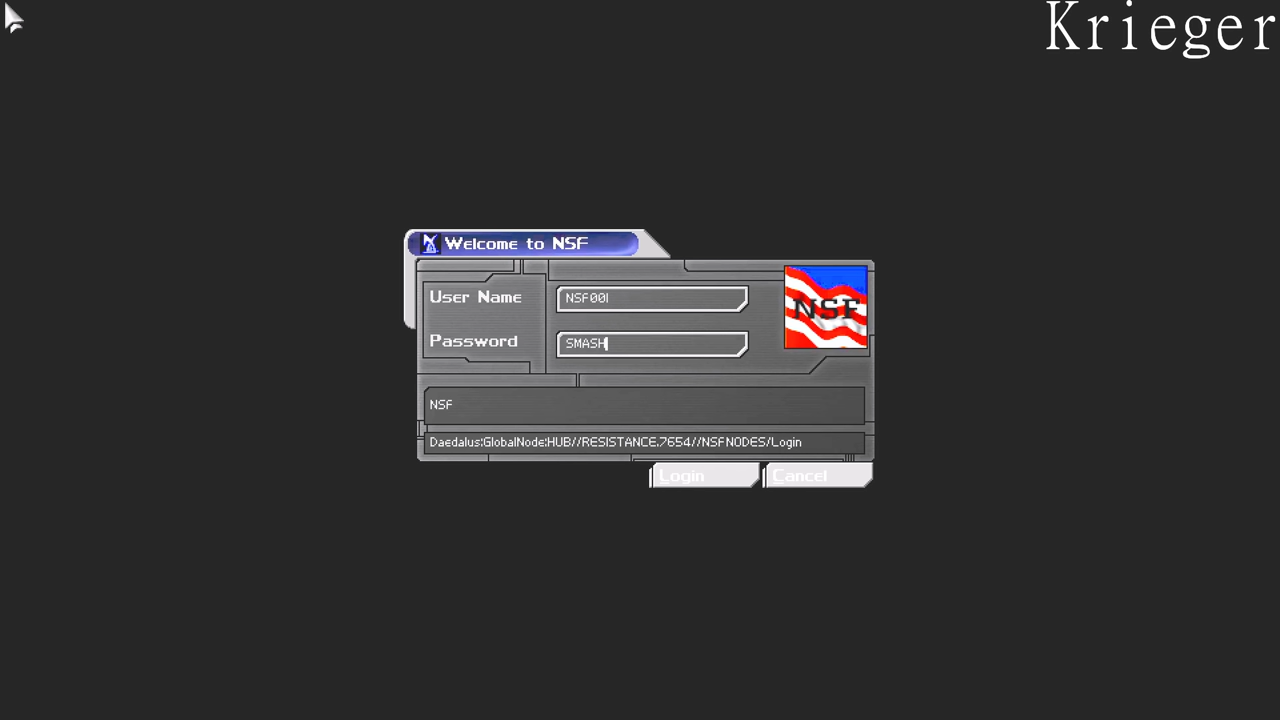 Krieger
Welcome to NSF
User Name
NSF001
NSF
Password
SMASH
NSF
Daedalus:GlobalNode:HUB//RESISTANCE.7654//NSFNODES/Login
Login
Cancel